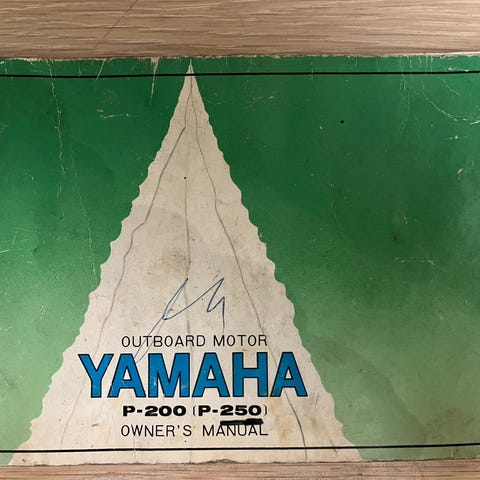 OUTBOARD MOTOR
YAMAHA
P-200 (P-250)
OWNER'S MANUAL